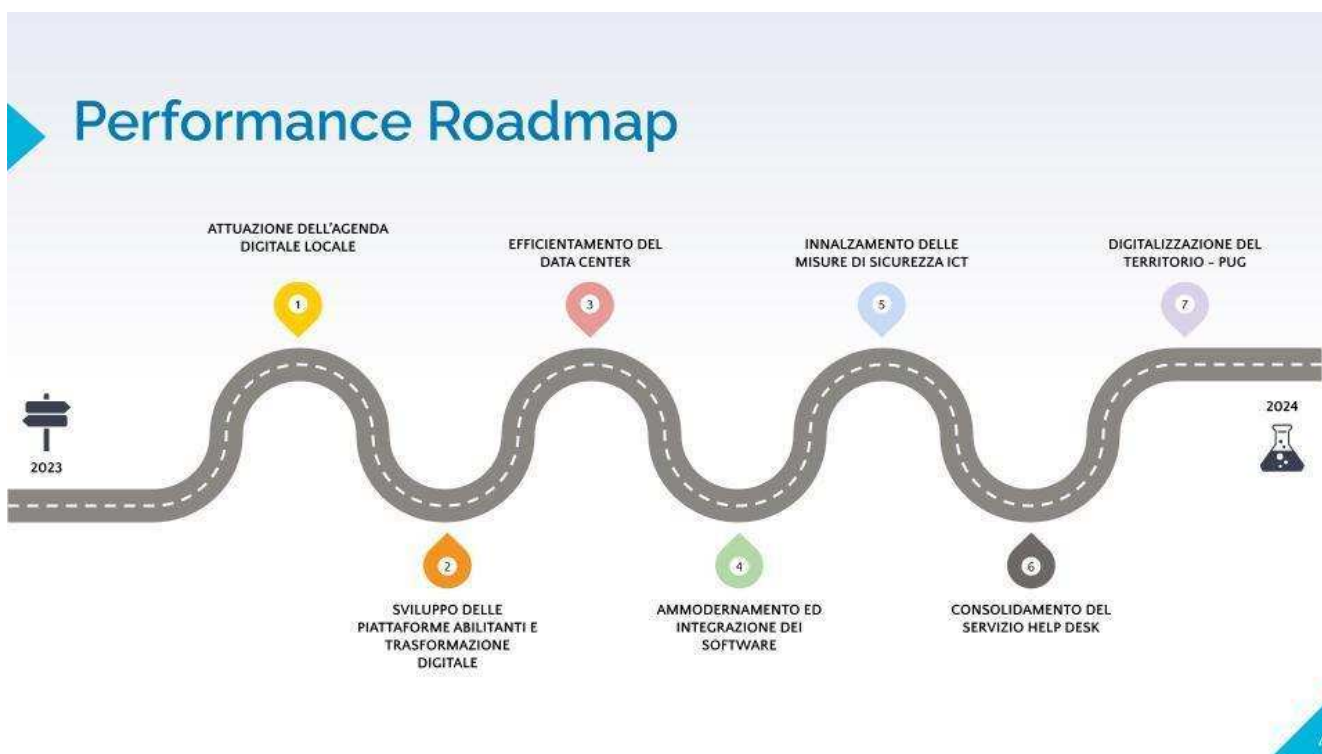 Performance Roadmap
ATTUAZIONE DELL'AGENDA
DIGITALE LOCALE
EFFICIENTAMENTO DEL
DATA CENTER
INNALZAMENTO DELLE
MISURE DI SICUREZZA ICT
DIGITALIZZAZIONE DEL
TERRITORIO - PUG
1
3
5
7
2023
2024
2
4
6
SVILUPPO DELLE
PIATTAFORME ABILITANTI E
TRASFORMAZIONE
DIGITALE
AMMODERNAMENTO ED
INTEGRAZIONE DEI
SOFTWARE
CONSOLIDAMENTO DEL
SERVIZIO HELP DESK